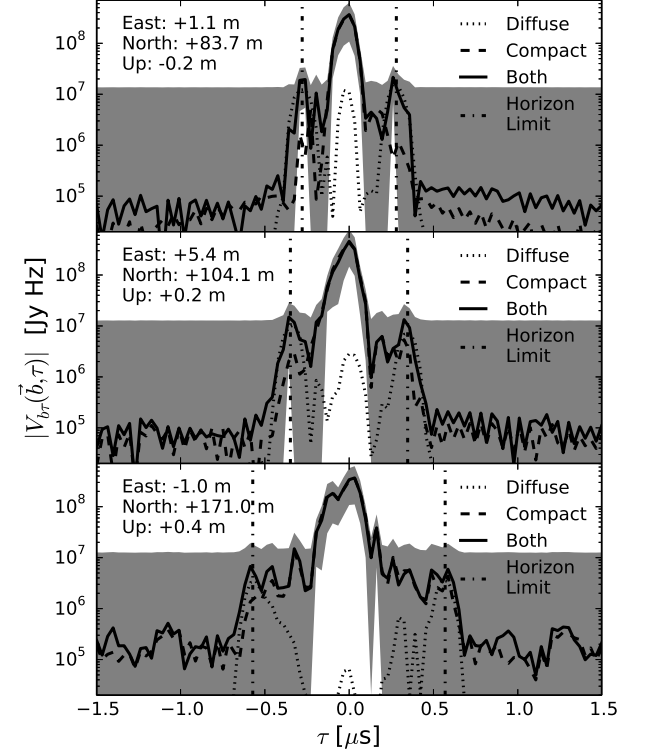 East: +1.1 m
North: +83.7 m
Up: -0.2 m
Diffuse
Compact
Both
Horizon
Limit
10^8
10^7
10^6
10^5
East: +5.4 m
North: +104.1 m
Up: +0.2 m
Diffuse
Compact
Both
Horizon
Limit
10^8
10^7
10^6
10^5
|V_{bτ}(\vec{b},τ)| [Jy Hz]
East: -1.0 m
North: +171.0 m
Up: +0.4 m
Diffuse
Compact
Both
Horizon
Limit
10^8
10^7
10^6
10^5
−1.5 −1.0 −0.5 0.0 0.5 1.0 1.5
τ [μs]